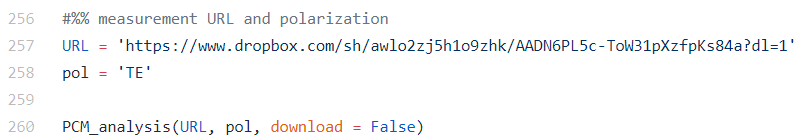 256 #%% measurement URL and polarization
257 URL = 'https://www.dropbox.com/sh/awlo2zj5h1o9zhk/AADN6PL5c-ToW31pXzfpKs84a?dl=1'
258 pol = 'TE'
259
260 PCM_analysis(URL, pol, download = False)